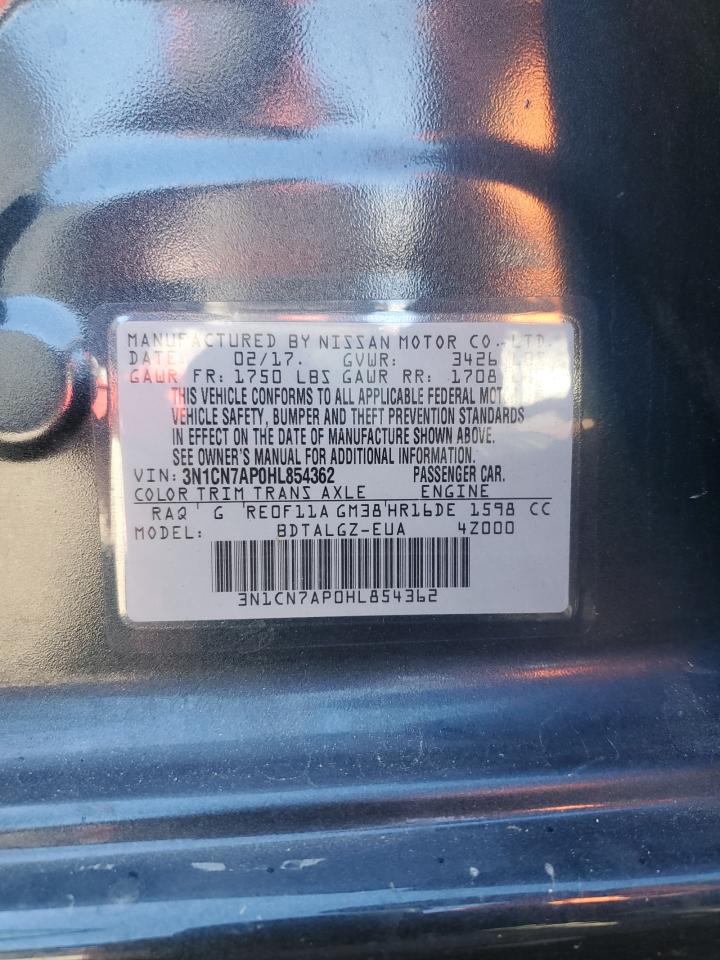 MANUFACTURED BY NISSAN MOTOR CO., LTD.
DATE: 02/17. GVWR: 3426 LBS
GAWR FR: 1750 LBS GAWR RR: 1708
THIS VEHICLE CONFORMS TO ALL APPLICABLE FEDERAL MOTOR
VEHICLE SAFETY, BUMPER AND THEFT PREVENTION STANDARDS
IN EFFECT ON THE DATE OF MANUFACTURE SHOWN ABOVE.
SEE OWNER'S MANUAL FOR ADDITIONAL INFORMATION.
VIN: 3N1CN7AP0HL854362 PASSENGER CAR.
COLOR TRIM TRANS AXLE ENGINE
RAQ' G 'RE0F11A GM38'HR16DE 1598 CC
MODEL: BDTALGZ-EUA 4Z000
3N1CN7AP0HL854362